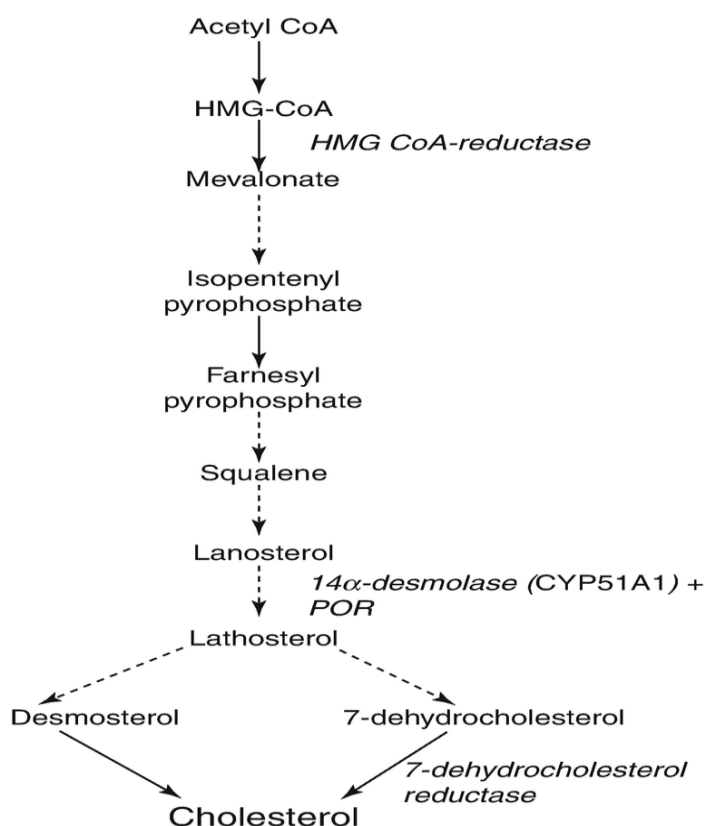 Acetyl CoA
HMG-CoA
HMG CoA-reductase
Mevalonate
Isopentenyl
pyrophosphate
Farnesyl
pyrophosphate
Squalene
Lanosterol
14α-desmolase (CYP51A1) +
POR
Lathosterol
Desmosterol
7-dehydrocholesterol
7-dehydrocholesterol
reductase
Cholesterol